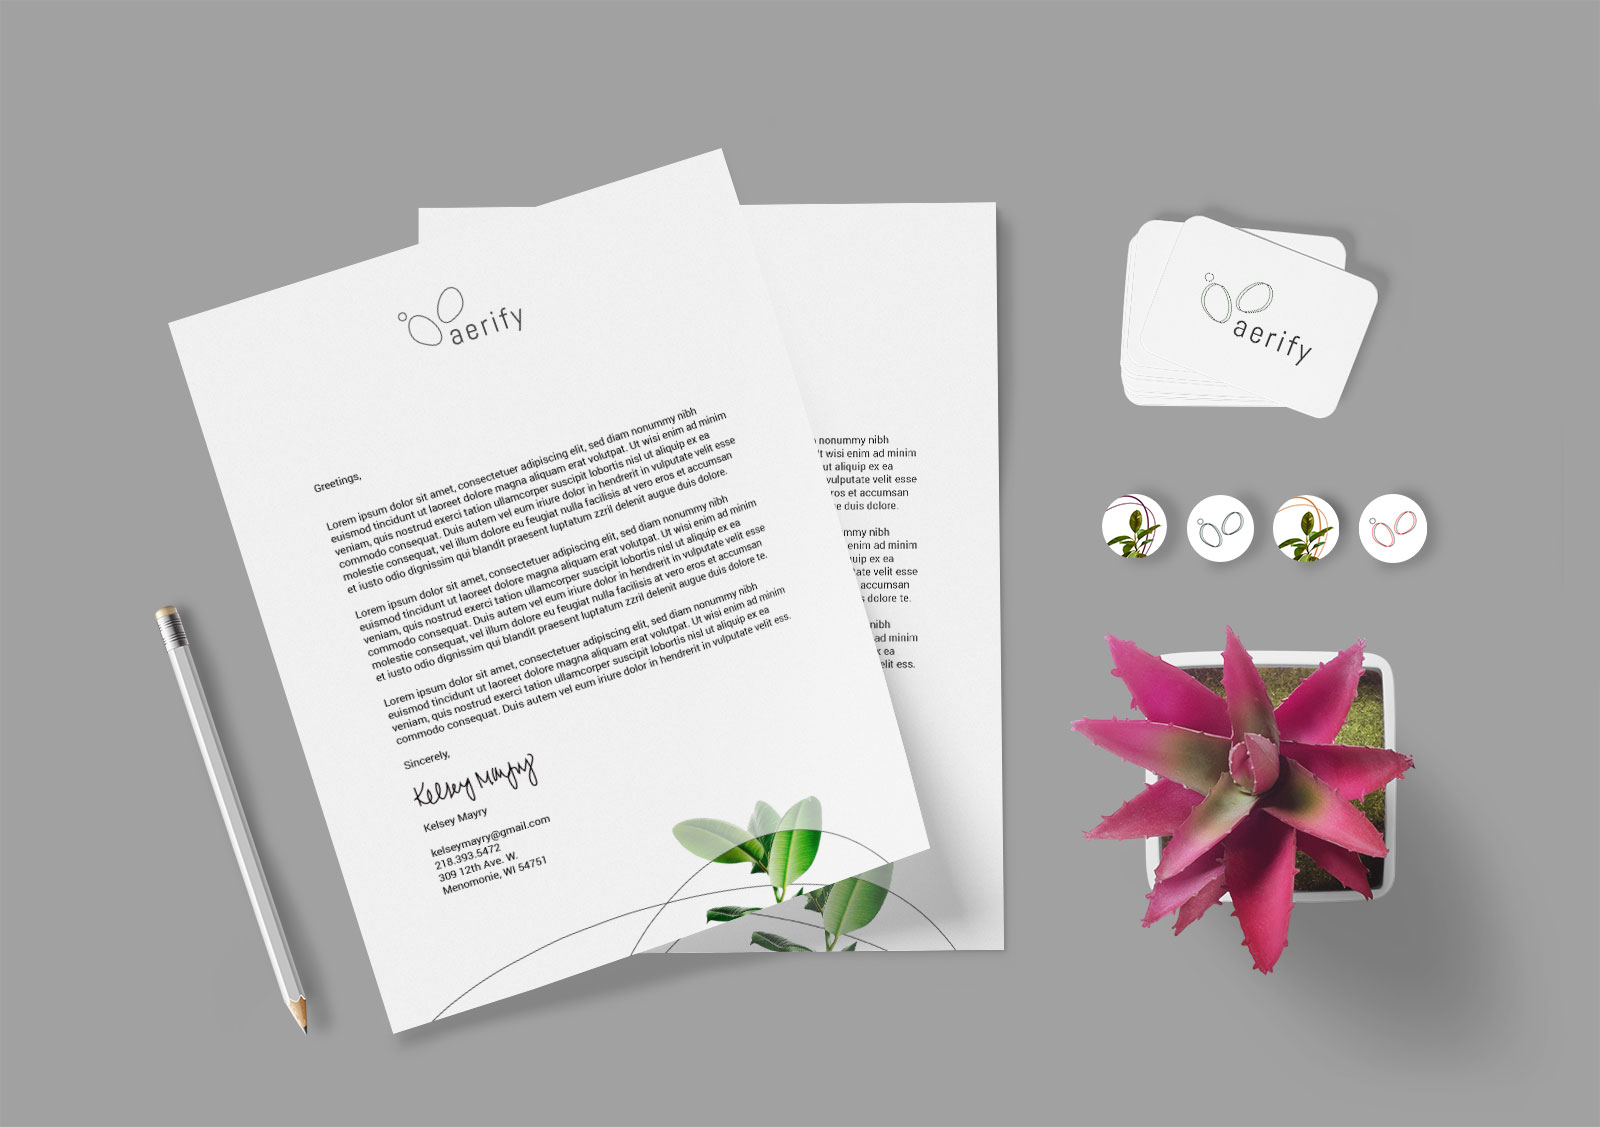 aerify
Greetings,
Lorem ipsum dolor sit amet, consectetuer adipiscing elit, sed diam nonummy nibh
euismod tincidunt ut laoreet dolore magna aliquam erat volutpat. Ut wisi enim ad minim
veniam, quis nostrud exerci tation ullamcorper suscipit lobortis nisl ut aliquip ex ea
commodo consequat. Duis autem vel eum iriure dolor in hendrerit in vulputate velit esse
molestie consequat, vel illum dolore eu feugiat nulla facilisis at vero eros et accumsan
et iusto odio dignissim qui blandit praesent luptatum zzril delenit augue duis dolore.
Lorem ipsum dolor sit amet, consectetuer adipiscing elit, sed diam nonummy nibh
euismod tincidunt ut laoreet dolore magna aliquam erat volutpat. Ut wisi enim ad minim
veniam, quis nostrud exerci tation ullamcorper suscipit lobortis nisl ut aliquip ex ea
commodo consequat. Duis autem vel eum iriure dolor in hendrerit in vulputate velit esse
molestie consequat, vel illum dolore eu feugiat nulla facilisis at vero eros et accumsan
et iusto odio dignissim qui blandit praesent luptatum zzril delenit augue duis dolore te.
Lorem ipsum dolor sit amet, consectetuer adipiscing elit, sed diam nonummy nibh
euismod tincidunt ut laoreet dolore magna aliquam erat volutpat. Ut wisi enim ad minim
veniam, quis nostrud exerci tation ullamcorper suscipit lobortis nisl ut aliquip ex ea
commodo consequat. Duis autem vel eum iriure dolor in hendrerit in vulputate velit ess.
Sincerely,
Kelsey Mayry
Kelsey Mayry
kelseymayry@gmail.com
218.393.5472
309 12th Ave. W.
Menomonie, WI 54751
nonummy nibh
wisi enim ad minim
ut aliquip ex ea
vulputate velit esse
et accumsan
duis dolore.
nibh
enim ad minim
ex ea
velit esse
accumsan
dolore te.
nibh
ad minim
ex ea
ess.
aerify